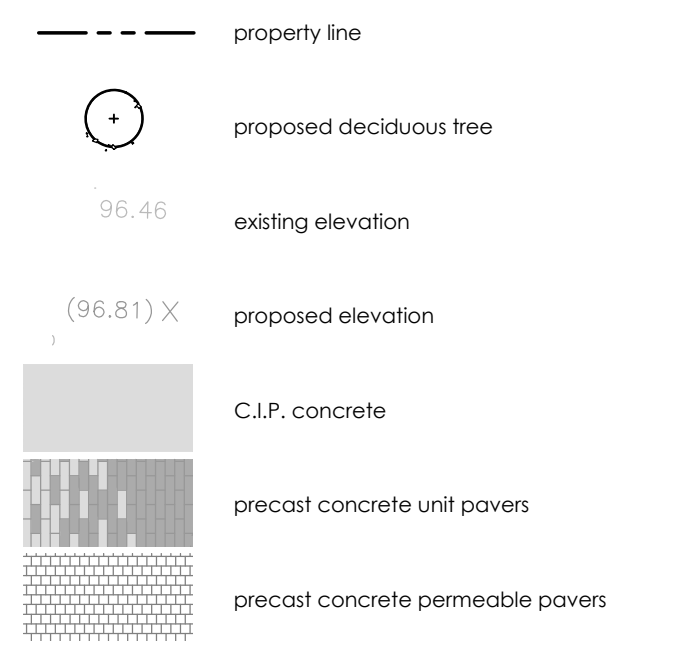 property line
proposed deciduous tree
96.46
existing elevation
(96.81) X
proposed elevation
)
C.I.P. concrete
precast concrete unit pavers
precast concrete permeable pavers